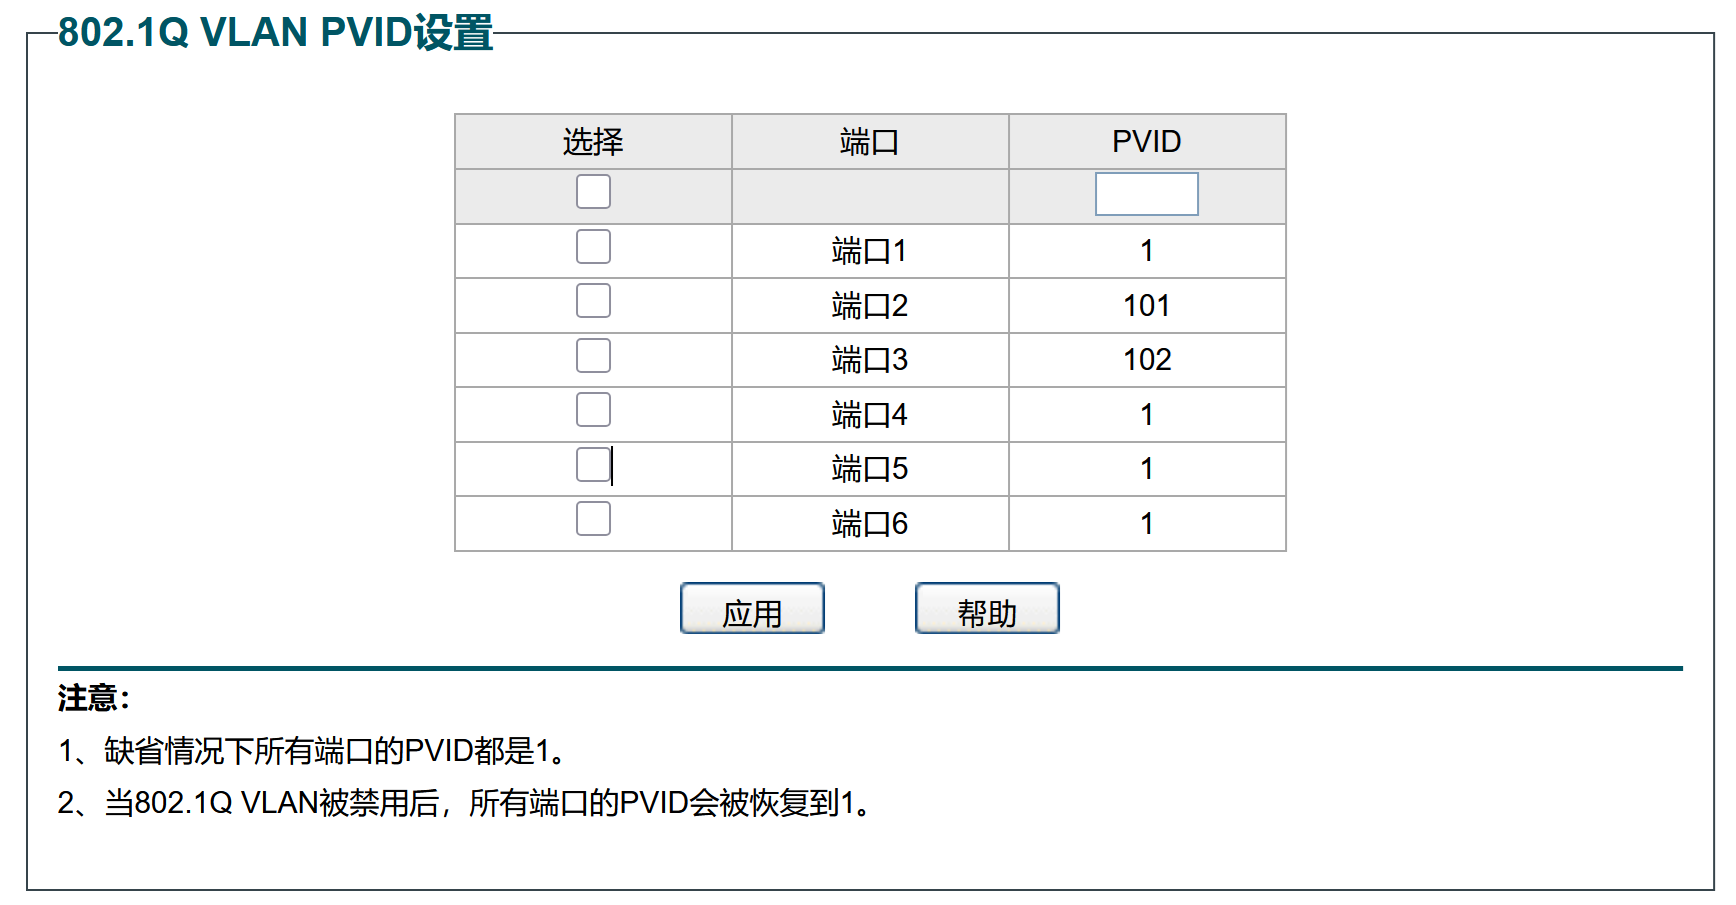 802.1Q VLAN PVID设置
选择 端口 PVID
端口1 1
端口2 101
端口3 102
端口4 1
端口5 1
端口6 1
应用 帮助
注意：
1、缺省情况下所有端口的PVID都是1。
2、当802.1Q VLAN被禁用后，所有端口的PVID会被恢复到1。